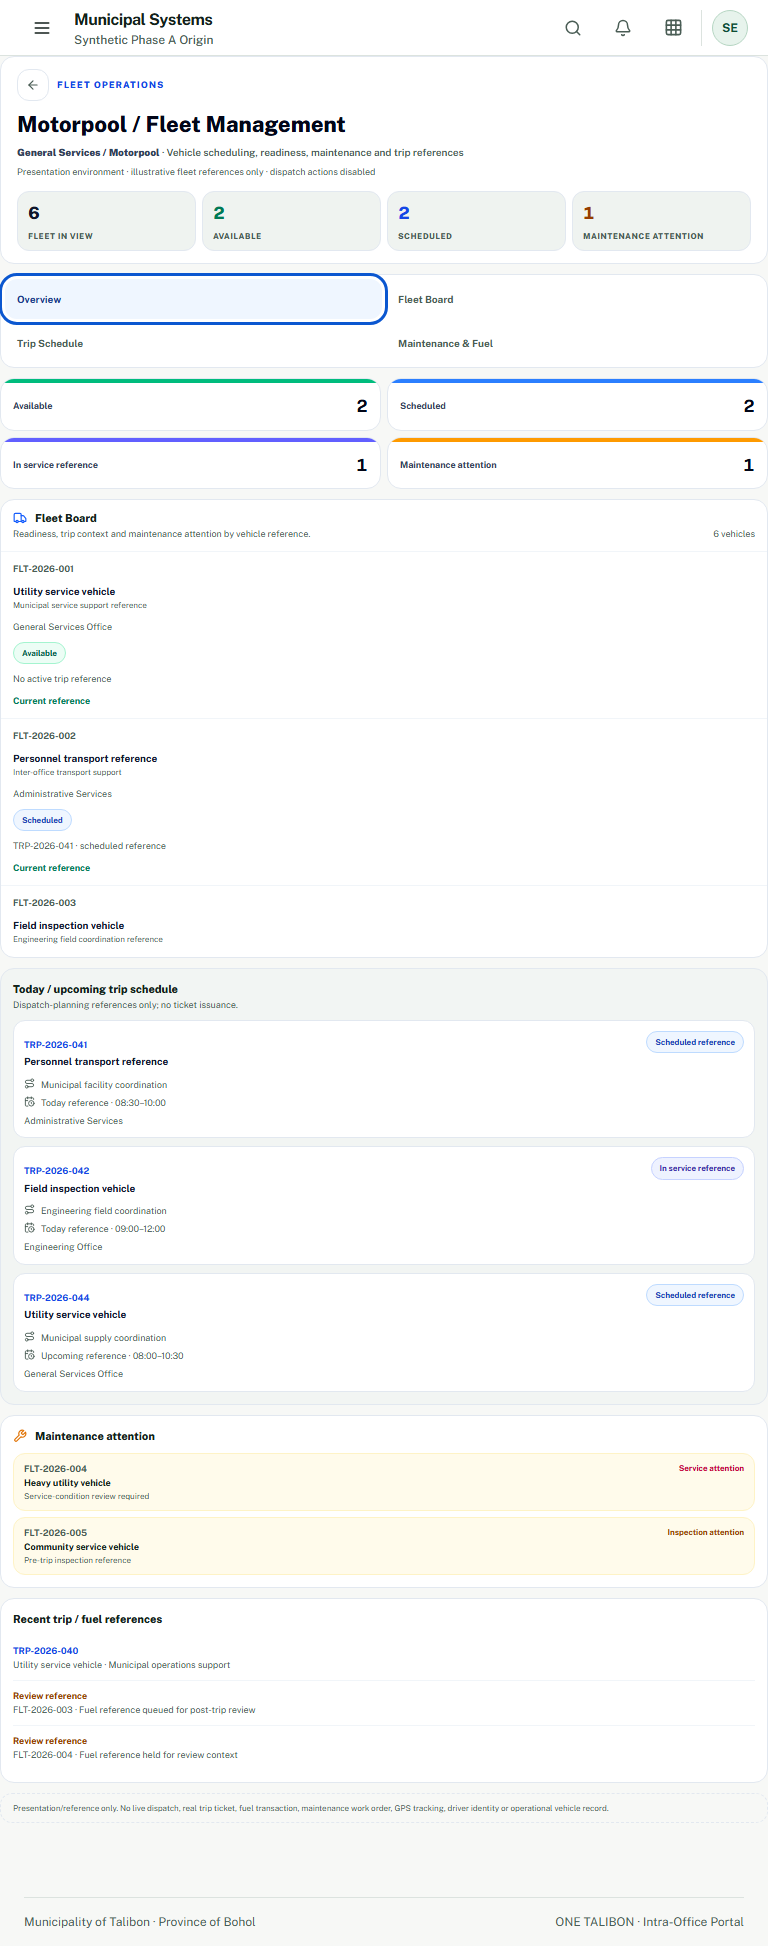 Municipal Systems
Synthetic Phase A Origin
SE
FLEET OPERATIONS
Motorpool / Fleet Management
General Services / Motorpool · Vehicle scheduling, readiness, maintenance and trip references
Presentation environment · illustrative fleet references only · dispatch actions disabled
6
FLEET IN VIEW
2
AVAILABLE
2
SCHEDULED
1
MAINTENANCE ATTENTION
Overview
Fleet Board
Trip Schedule
Maintenance & Fuel
Available 2
Scheduled 2
In service reference 1
Maintenance attention 1
Fleet Board
Readiness, trip context and maintenance attention by vehicle reference.
6 vehicles
FLT-2026-001
Utility service vehicle
Municipal service support reference
General Services Office
Available
No active trip reference
Current reference
FLT-2026-002
Personnel transport reference
Inter-office transport support
Administrative Services
Scheduled
TRP-2026-041 · scheduled reference
Current reference
FLT-2026-003
Field inspection vehicle
Engineering field coordination reference
Today / upcoming trip schedule
Dispatch-planning references only; no ticket issuance.
TRP-2026-041
Scheduled reference
Personnel transport reference
Municipal facility coordination
Today reference · 08:30–10:00
Administrative Services
TRP-2026-042
In service reference
Field inspection vehicle
Engineering field coordination
Today reference · 09:00–12:00
Engineering Office
TRP-2026-044
Scheduled reference
Utility service vehicle
Municipal supply coordination
Upcoming reference · 08:00–10:30
General Services Office
Maintenance attention
FLT-2026-004
Service attention
Heavy utility vehicle
Service-condition review required
FLT-2026-005
Inspection attention
Community service vehicle
Pre-trip inspection reference
Recent trip / fuel references
TRP-2026-040
Utility service vehicle · Municipal operations support
Review reference
FLT-2026-003 · Fuel reference queued for post-trip review
Review reference
FLT-2026-004 · Fuel reference held for review context
Presentation/reference only. No live dispatch, real trip ticket, fuel transaction, maintenance work order, GPS tracking, driver identity or operational vehicle record.
Municipality of Talibon · Province of Bohol
ONE TALIBON · Intra-Office Portal